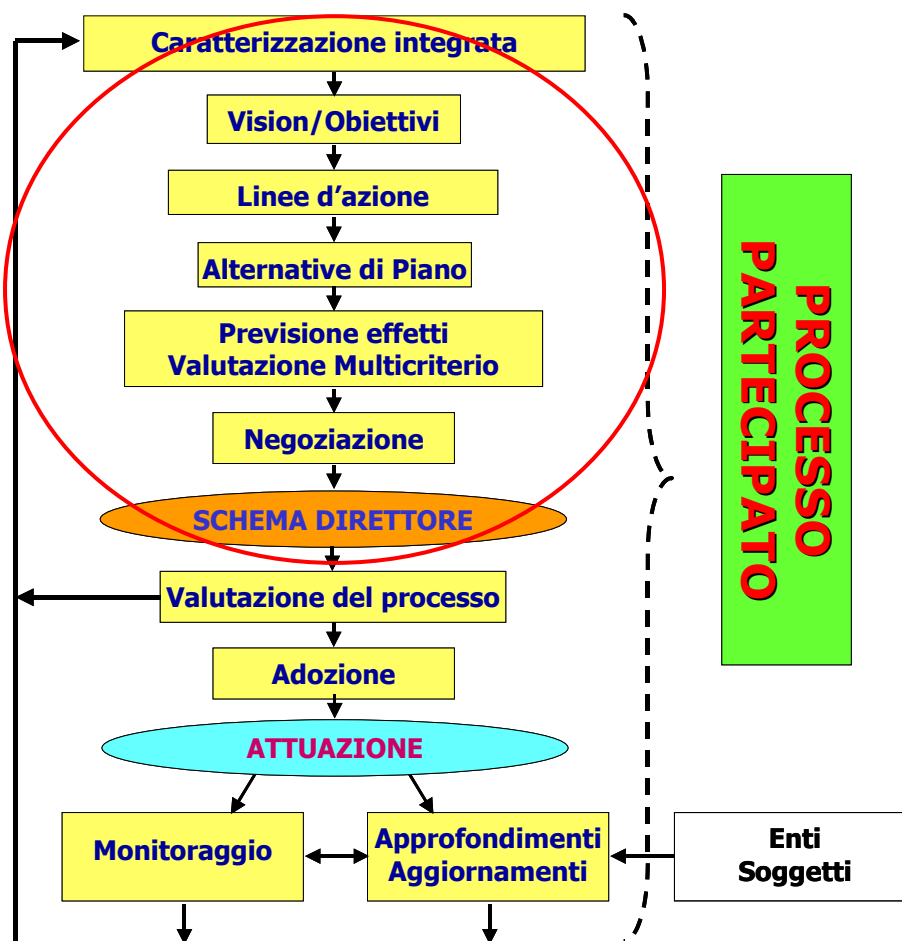 Caratterizzazione integrata
Vision/Obiettivi
Linee d'azione
Alternative di Piano
Previsione effetti
Valutazione Multicriterio
Negoziazione
SCHEMA DIRETTORE
Valutazione del processo
Adozione
ATTUAZIONE
Monitoraggio
Approfondimenti
Aggiornamenti
Enti
Soggetti
PROCESSO
PARTECIPATO